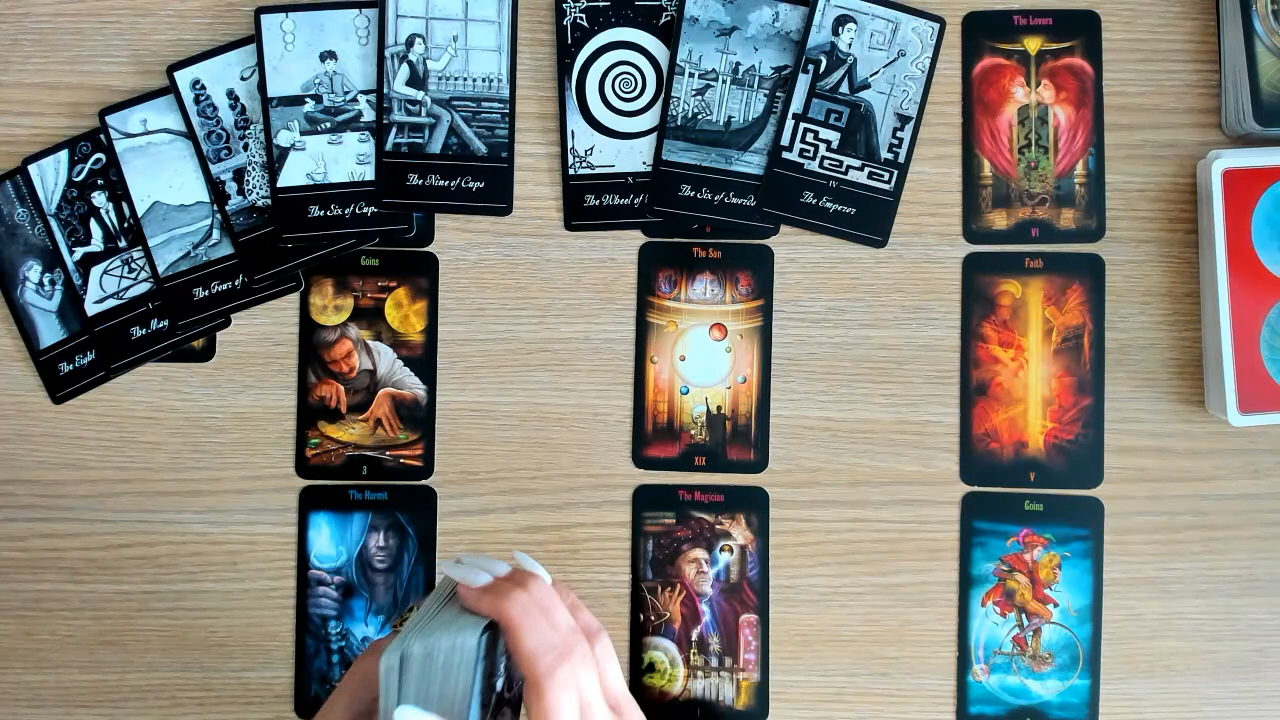 The Nine of Cups
The Six of Cups
The Four of
The Mag
The Eight
X
The Wheel of
The Six of Swords
IV
The Emperor
The Lovers
VI
Coins
3
The Sun
XIX
Faith
V
The Hermit
The Magician
Coins